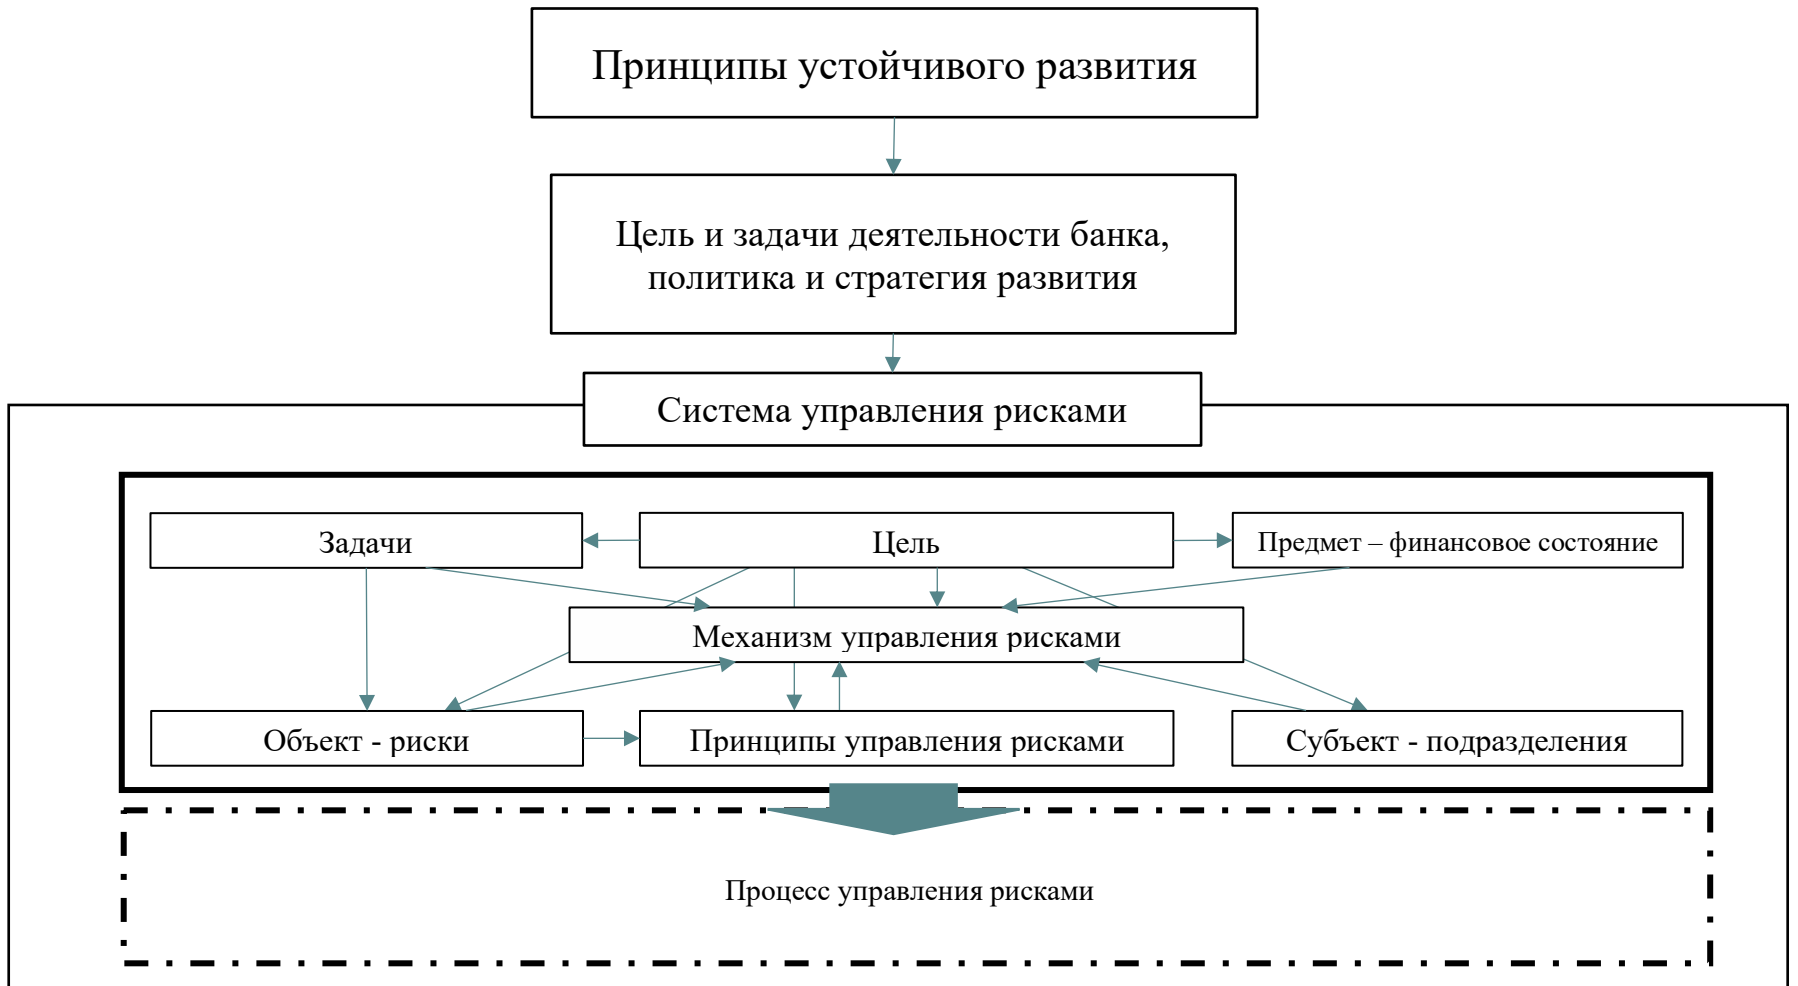 Принципы устойчивого развития
Цель и задачи деятельности банка,
политика и стратегия развития
Система управления рисками
Задачи
Цель
Предмет – финансовое состояние
Механизм управления рисками
Объект - риски
Принципы управления рисками
Субъект - подразделения
Процесс управления рисками